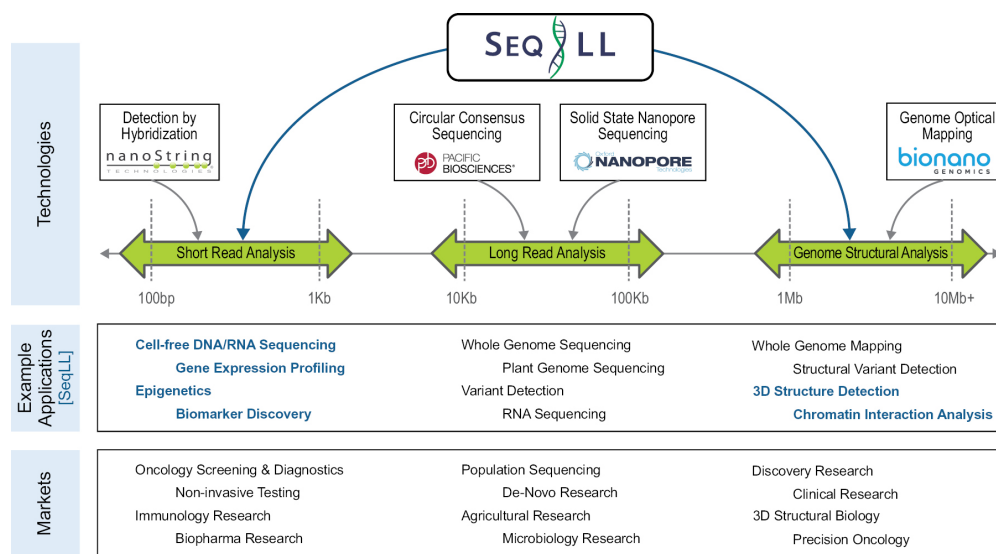 SEQ LL
Technologies
Detection by
Hybridization
nanoString
TECHNOLOGIES
Circular Consensus
Sequencing
PACIFIC
BIOSCIENCES®
Solid State Nanopore
Sequencing
Oxford
NANOPORE
Technologies
Genome Optical
Mapping
bionano
GENOMICS
Short Read Analysis
Long Read Analysis
Genome Structural Analysis
100bp
1Kb
10Kb
100Kb
1Mb
10Mb+
Example
Applications
[SeqLL]
Cell-free DNA/RNA Sequencing
Gene Expression Profiling
Epigenetics
Biomarker Discovery
Whole Genome Sequencing
Plant Genome Sequencing
Variant Detection
RNA Sequencing
Whole Genome Mapping
Structural Variant Detection
3D Structure Detection
Chromatin Interaction Analysis
Markets
Oncology Screening & Diagnostics
Non-invasive Testing
Immunology Research
Biopharma Research
Population Sequencing
De-Novo Research
Agricultural Research
Microbiology Research
Discovery Research
Clinical Research
3D Structural Biology
Precision Oncology